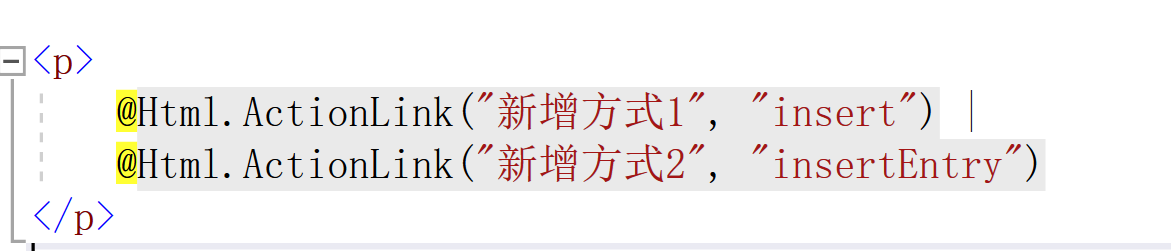 <p>
@Html.ActionLink("新增方式1", "insert") |
@Html.ActionLink("新增方式2", "insertEntry")
</p>